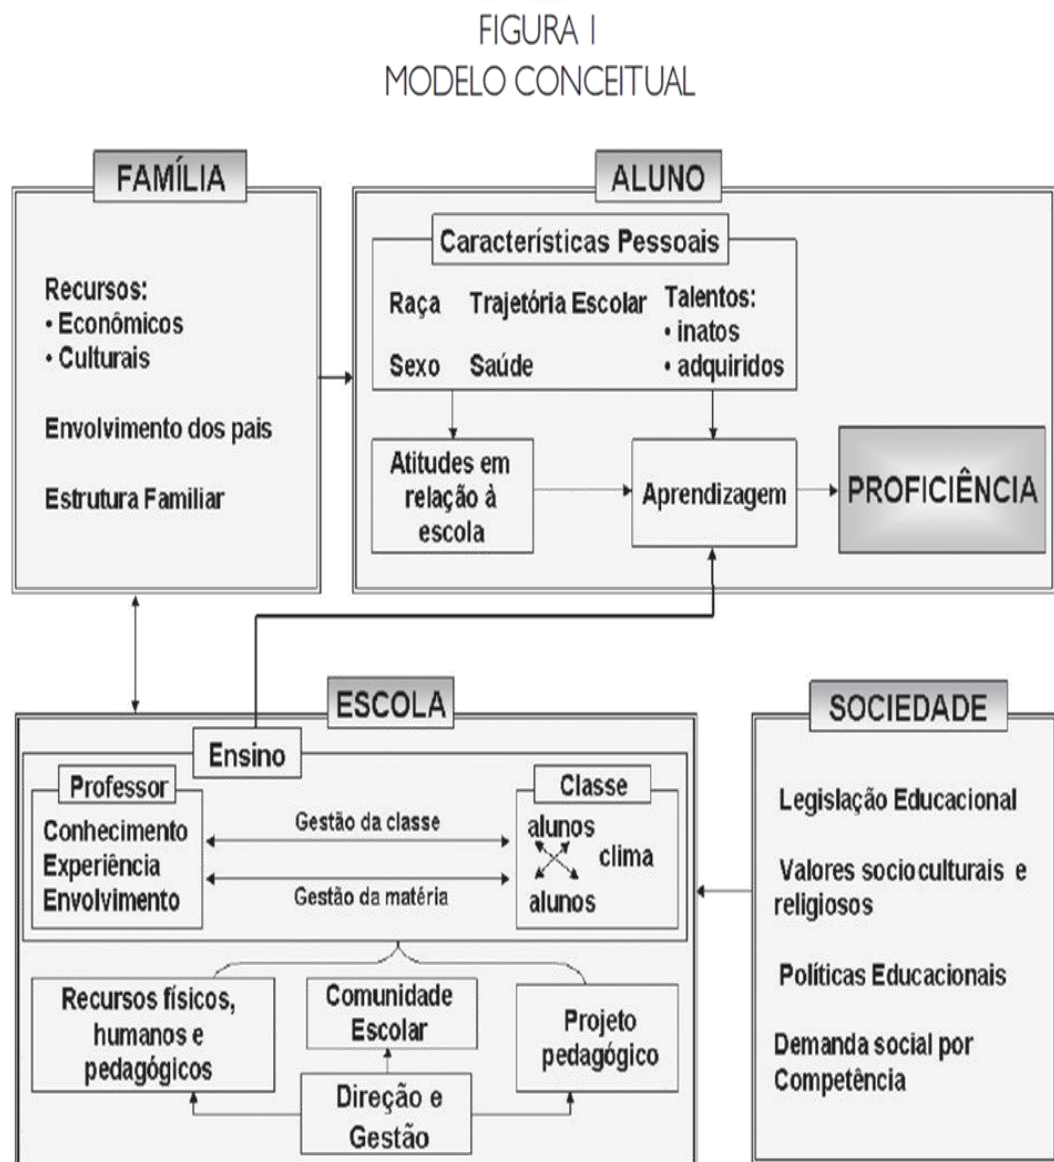 FIGURA I
MODELO CONCEITUAL
FAMÍLIA
Recursos:
• Econômicos
• Culturais
Envolvimento dos pais
Estrutura Familiar
ALUNO
Características Pessoais
Raça
Trajetória Escolar
Sexo
Saúde
Talentos:
• inatos
• adquiridos
Atitudes em
relação à
escola
Aprendizagem
PROFICIÊNCIA
ESCOLA
Ensino
Professor
Conhecimento
Experiência
Envolvimento
Gestão da classe
Gestão da matéria
Classe
alunos
clima
alunos
Recursos físicos,
humanos e
pedagógicos
Comunidade
Escolar
Projeto
pedagógico
Direção e
Gestão
SOCIEDADE
Legislação Educacional
Valores socioculturais e
religiosos
Políticas Educacionais
Demanda social por
Competência